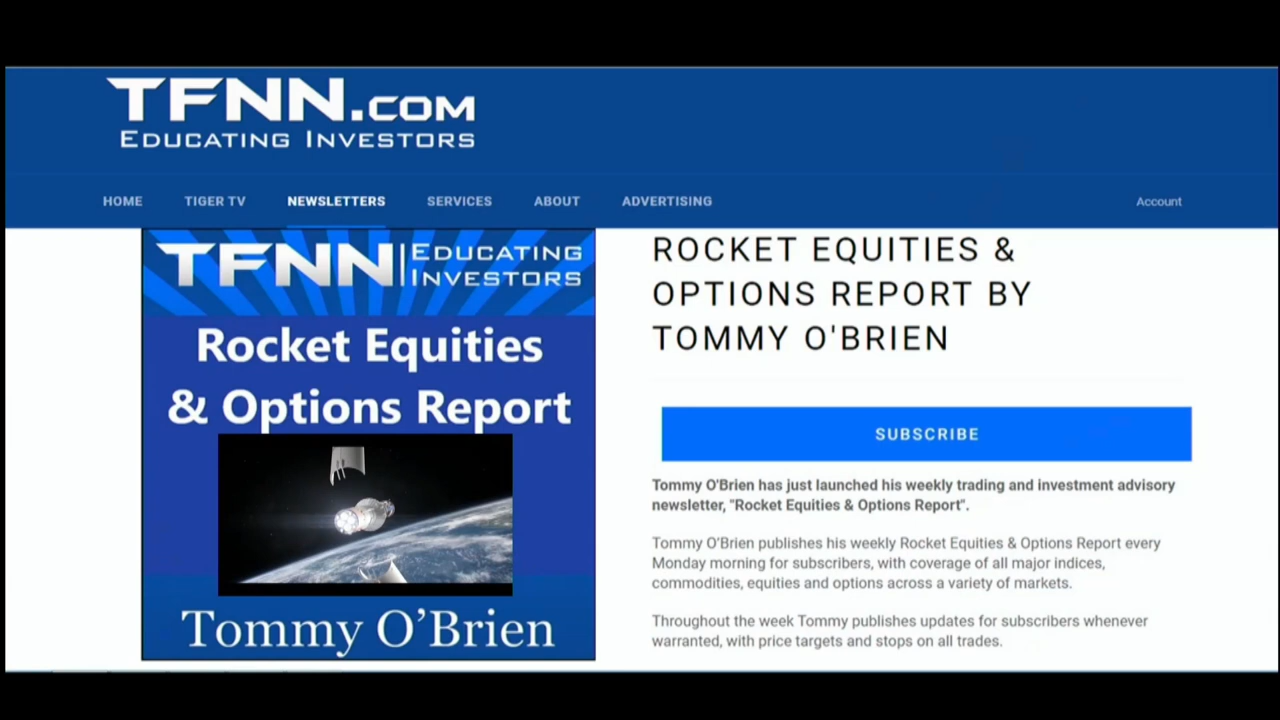 TFNN.COM
EDUCATING INVESTORS
HOME TIGER TV NEWSLETTERS SERVICES ABOUT ADVERTISING Account
TFNN | EDUCATING
INVESTORS
Rocket Equities
& Options Report
Tommy O'Brien
ROCKET EQUITIES &
OPTIONS REPORT BY
TOMMY O'BRIEN
SUBSCRIBE
Tommy O'Brien has just launched his weekly trading and investment advisory
newsletter, "Rocket Equities & Options Report".
Tommy O'Brien publishes his weekly Rocket Equities & Options Report every
Monday morning for subscribers, with coverage of all major indices,
commodities, equities and options across a variety of markets.
Throughout the week Tommy publishes updates for subscribers whenever
warranted, with price targets and stops on all trades.